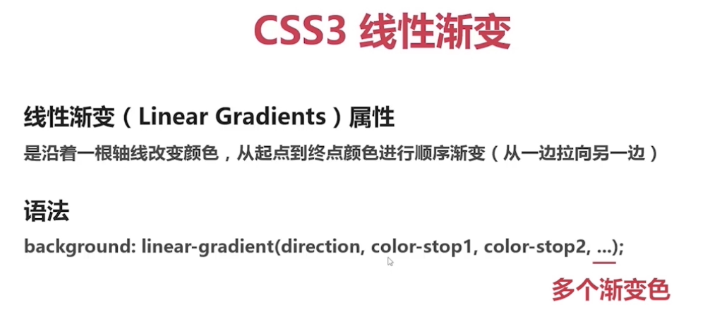 CSS3 线性渐变
线性渐变（Linear Gradients）属性
是沿着一根轴线改变颜色，从起点到终点颜色进行顺序渐变（从一边拉向另一边）
语法
background: linear-gradient(direction, color-stop1, color-stop2, ...);
多个渐变色